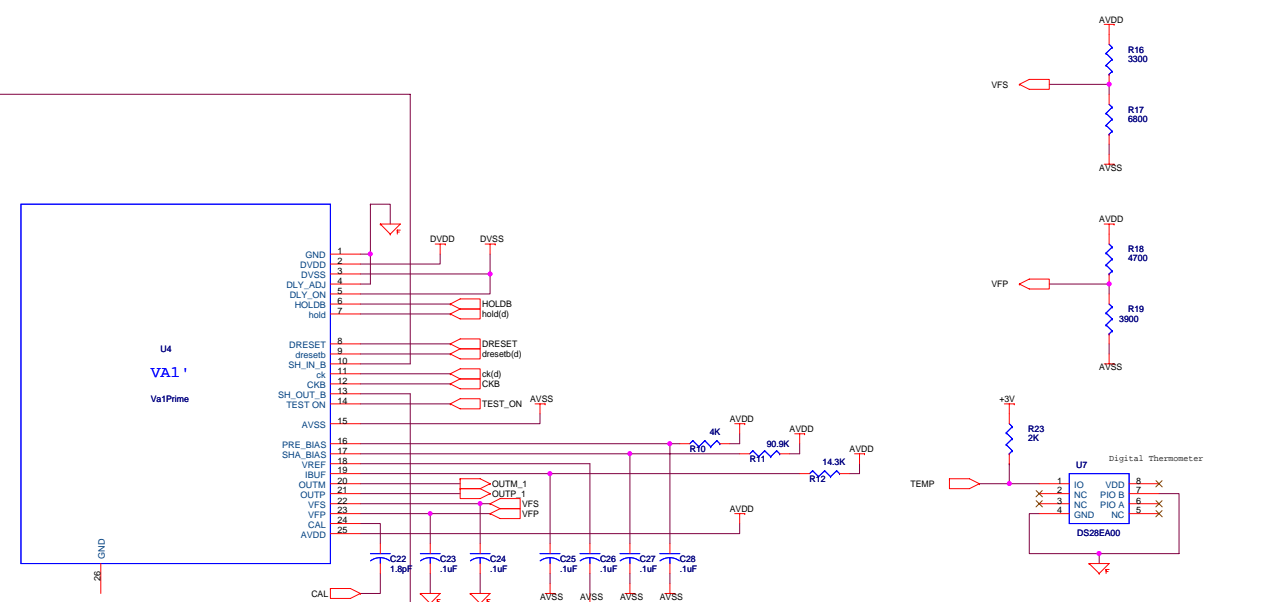 AVDD
R16
3300
VFS
R17
6800
AVSS
AVDD
R18
4700
VFP
R19
3900
AVSS
F
DVDD DVSS
GND 1
DVDD 2
DVSS 3
DLY_ADJ 4
DLY_ON 5
HOLDB 6 HOLDB
hold 7 hold(d)
DRESET 8 DRESET
dresetb 9 dresetb(d)
SH_IN_B 10
ck 11 ck(d)
CKB 12 CKB
SH_OUT_B 13
TEST ON 14 TEST_ON
AVSS
AVSS 15
U4
VA1'
Va1Prime
PRE_BIAS 16
SHA_BIAS 17
VREF 18
IBUF 19
OUTM 20 OUTM_1
OUTP 21 OUTP_1
VFS 22 VFS
VFP 23 VFP
CAL 24
AVDD 25
GND
26
4K
R10
AVDD
90.9K
R11
AVDD
14.3K
R12
AVDD
AVDD
C22
1.8pF
C23
.1uF
C24
.1uF
C25
.1uF
C26
.1uF
C27
.1uF
C28
.1uF
CAL
F
F
AVSS AVSS AVSS AVSS
+3V
R23
2K
Digital Thermometer
U7
TEMP
1 IO VDD 8
2 NC PIO B 7
3 NC PIO A 6
4 GND NC 5
DS28EA00
F